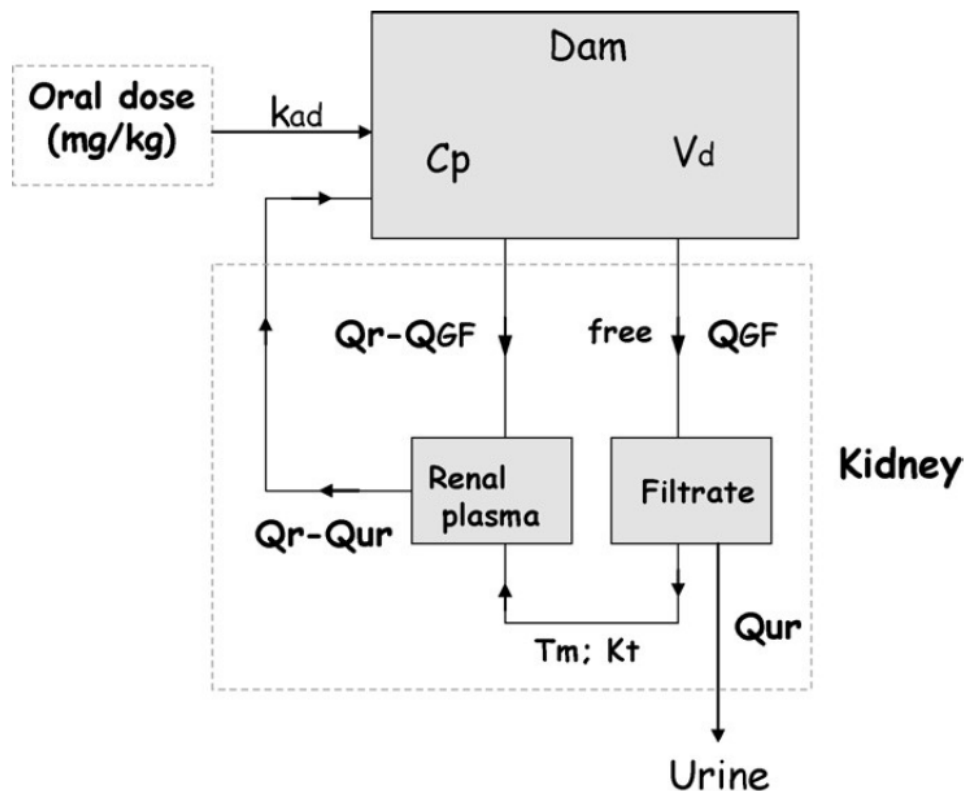 Dam
Oral dose
(mg/kg)
kad
Cp
Vd
Qr-QGF
free
QGF
Renal
plasma
Filtrate
Kidney
Qr-Qur
Tm; Kt
Qur
Urine